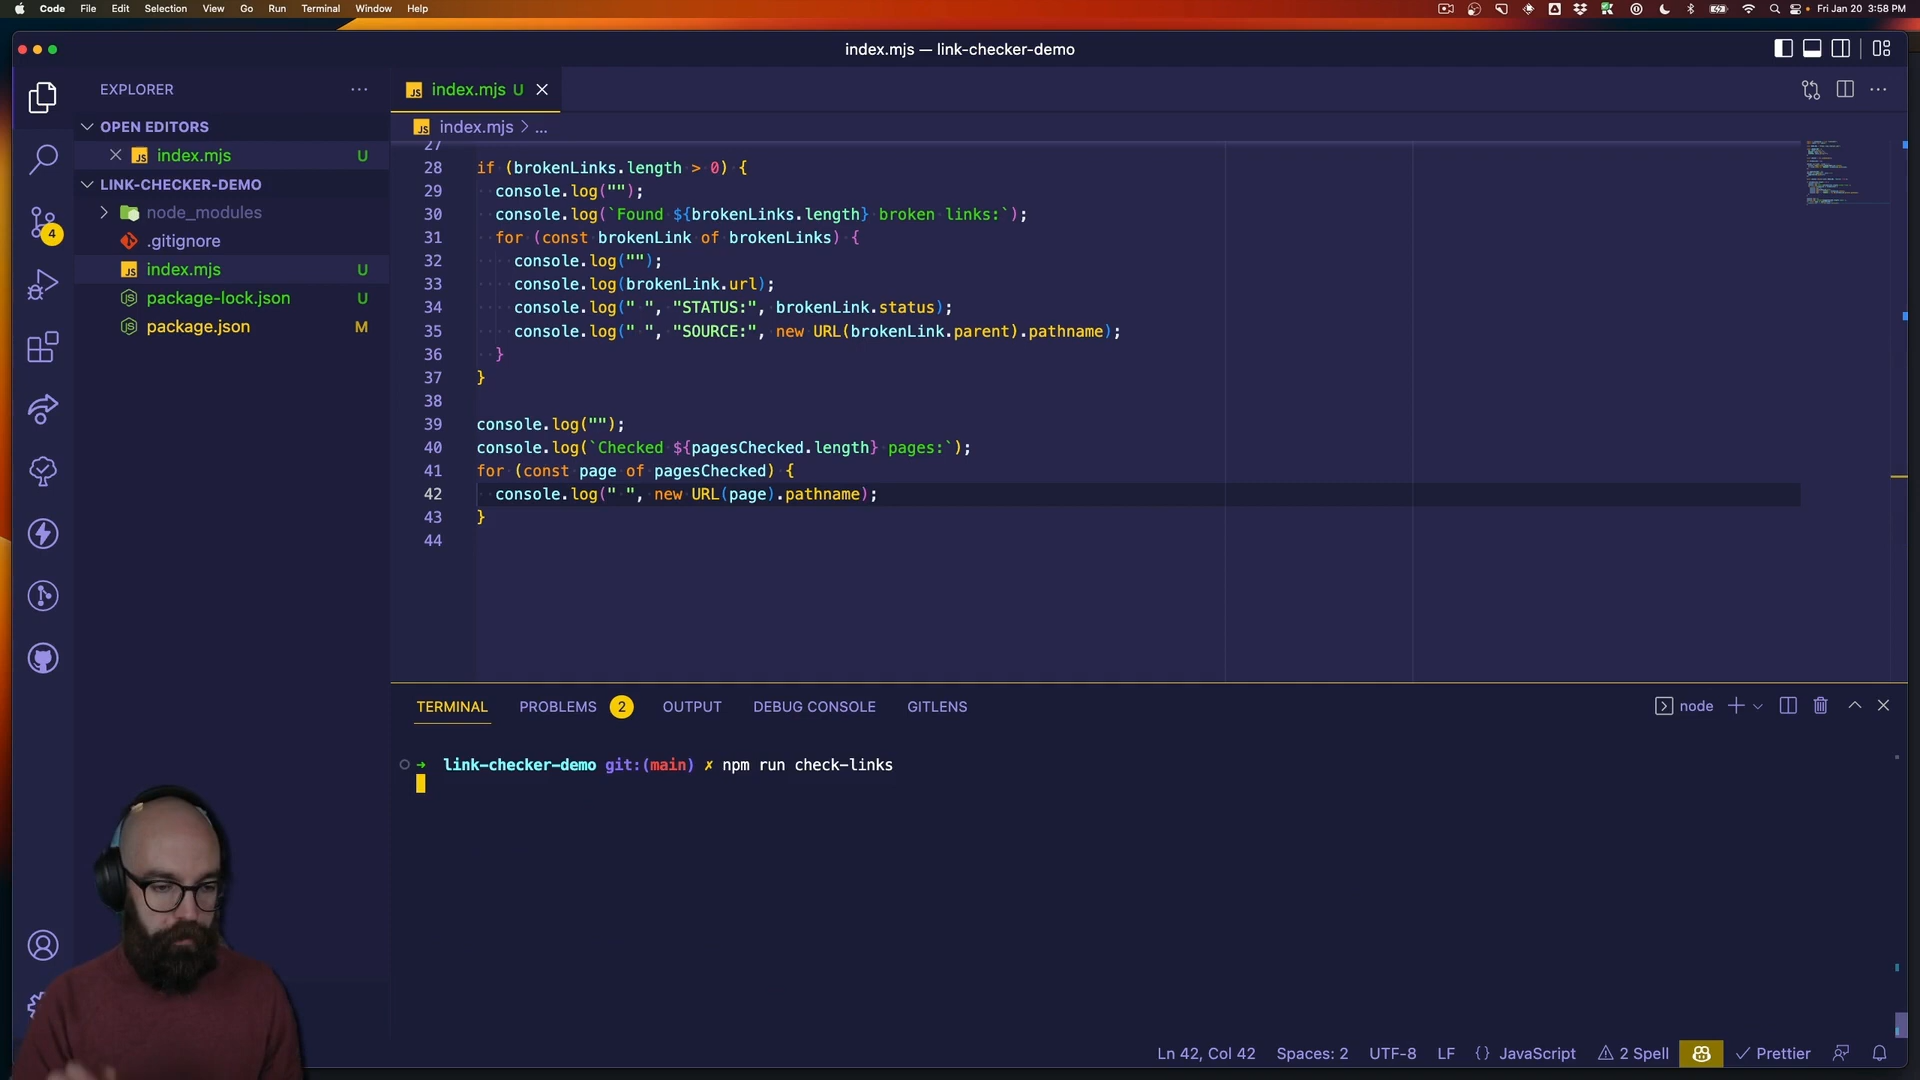 Code File Edit Selection View Go Run Terminal Window Help Fri Jan 20 3:58 PM
index.mjs — link-checker-demo
EXPLORER
index.mjs U
OPEN EDITORS
index.mjs > ...
index.mjs U
LINK-CHECKER-DEMO
node_modules
.gitignore
index.mjs U
package-lock.json U
package.json M
4
27
28 if (brokenLinks.length > 0) {
29 console.log("");
30 console.log(`Found ${brokenLinks.length} broken links:`);
31 for (const brokenLink of brokenLinks) {
32 console.log("");
33 console.log(brokenLink.url);
34 console.log(" ", "STATUS:", brokenLink.status);
35 console.log(" ", "SOURCE:", new URL(brokenLink.parent).pathname);
36 }
37 }
38
39 console.log("");
40 console.log(`Checked ${pagesChecked.length} pages:`);
41 for (const page of pagesChecked) {
42 console.log(" ", new URL(page).pathname);
43 }
44
TERMINAL PROBLEMS 2 OUTPUT DEBUG CONSOLE GITLENS node
➜ link-checker-demo git:(main) ✗ npm run check-links
Ln 42, Col 42 Spaces: 2 UTF-8 LF {} JavaScript 2 Spell Prettier